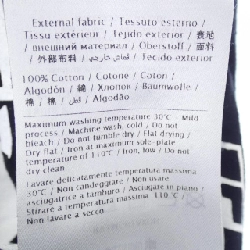 External fabric / Tessuto esterno /
Tissu extérieur / Tejido exterior / 表地
/ внешний материал / Oberstoff / 面料
/ 外部布料 / قماش خارجي / Tecido exterior
100% Cotton / Cotone / Coton /
Algodón / 綿 / Хлопок / Baumwolle /
棉 / 棉 / / Algodão
Maximum washing temperature 30°C Mild
process / Machine wash, cold / Do not
bleach / Do not tumble dry / Flat drying /
Dry flat / Iron at maximum sole-plate
temperature of 110°C / Iron, low / Do not
dry clean
Lavare delicatamente temperatura massima
30°C / Non candeggiare / Non
asciugare a tamburo / Asciugare in piano /
Stirare a temperatura massima 110°C /
Non lavare a secco